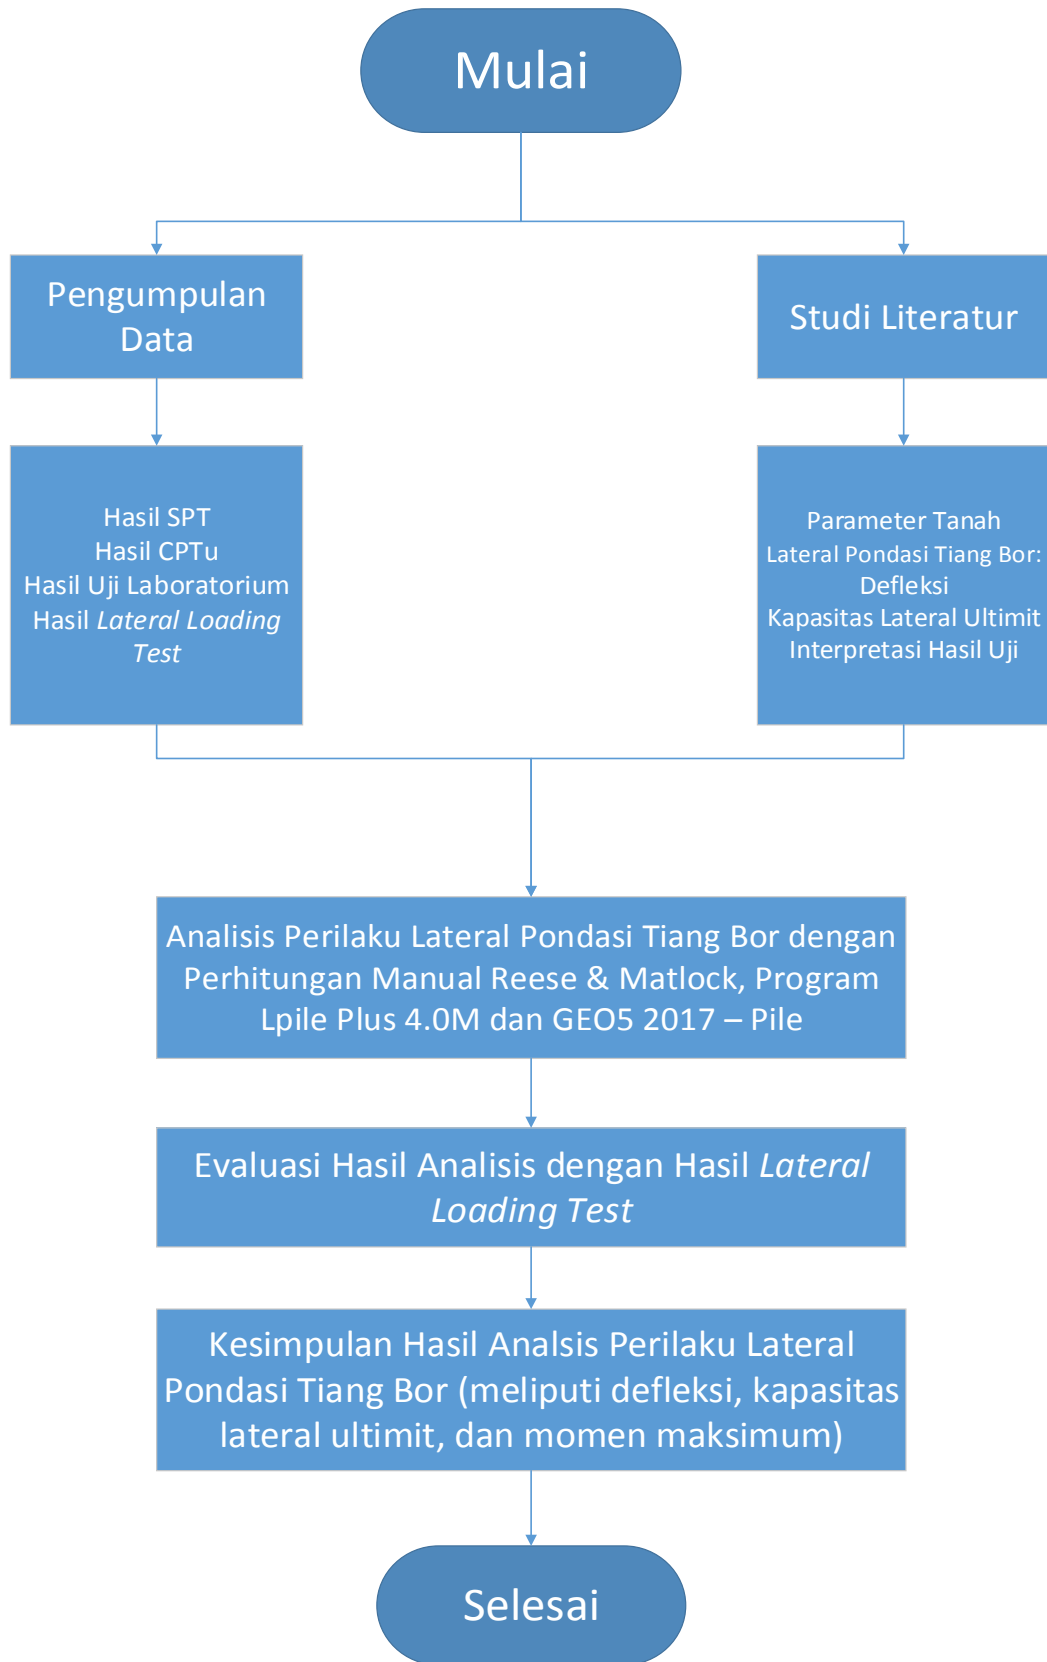 Mulai
Pengumpulan
Data
Studi Literatur
Hasil SPT
Hasil CPTu
Hasil Uji Laboratorium
Hasil Lateral Loading
Test
Parameter Tanah
Lateral Pondasi Tiang Bor:
Defleksi
Kapasitas Lateral Ultimit
Interpretasi Hasil Uji
Analisis Perilaku Lateral Pondasi Tiang Bor dengan
Perhitungan Manual Reese & Matlock, Program
Lpile Plus 4.0M dan GEO5 2017 – Pile
Evaluasi Hasil Analisis dengan Hasil Lateral
Loading Test
Kesimpulan Hasil Analsis Perilaku Lateral
Pondasi Tiang Bor (meliputi defleksi, kapasitas
lateral ultimit, dan momen maksimum)
Selesai